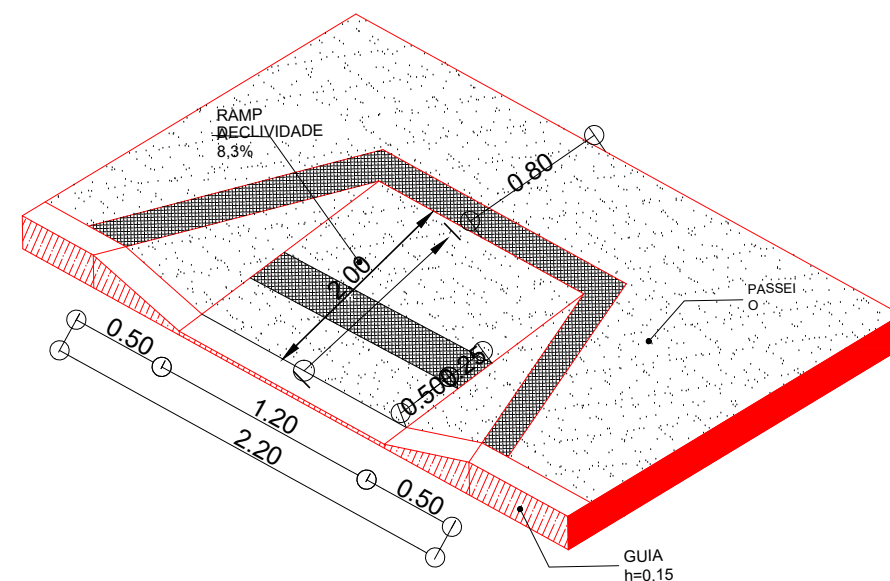 RAMP
A
DECLIVIDADE
8,3%
0.80
2.00
PASSEI
O
0.25
0.50
0.50
1.20
2.20
0.50
GUIA
h=0,15